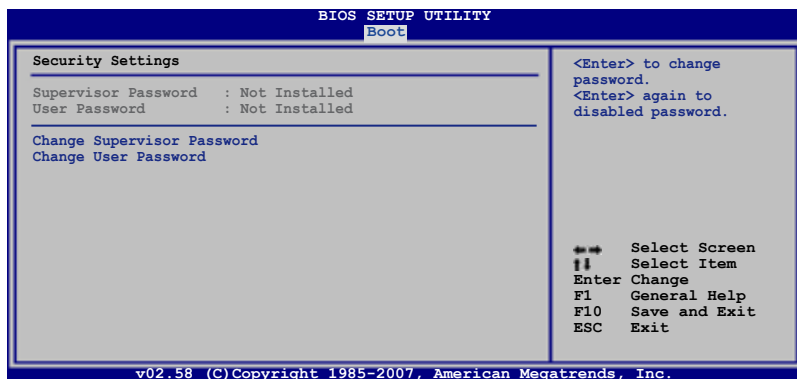 BIOS SETUP UTILITY
Boot
Security Settings
Supervisor Password : Not Installed
User Password : Not Installed
Change Supervisor Password
Change User Password
<Enter> to change
password.
<Enter> again to
disabled password.
←→ Select Screen
↑↓ Select Item
Enter Change
F1 General Help
F10 Save and Exit
ESC Exit
v02.58 (C)Copyright 1985-2007, American Megatrends, Inc.